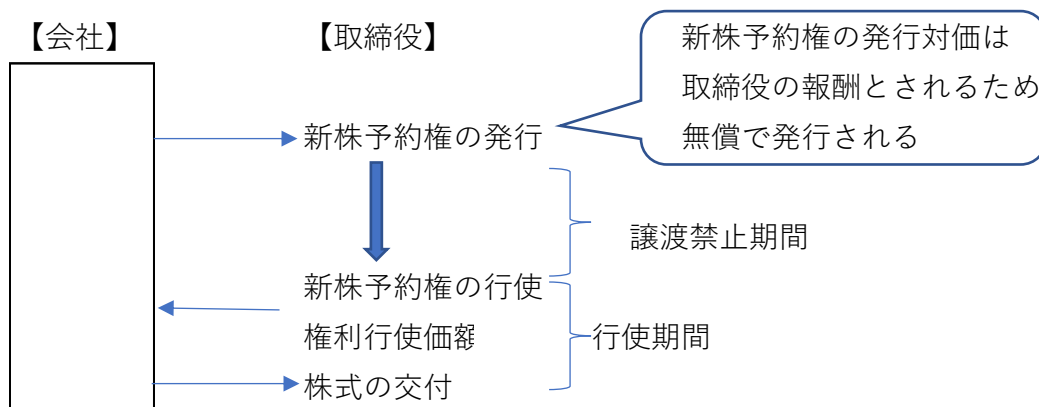 【会社】
【取締役】
新株予約権の発行対価は
取締役の報酬とされるため
無償で発行される
新株予約権の発行
譲渡禁止期間
新株予約権の行使
権利行使価額
行使期間
株式の交付